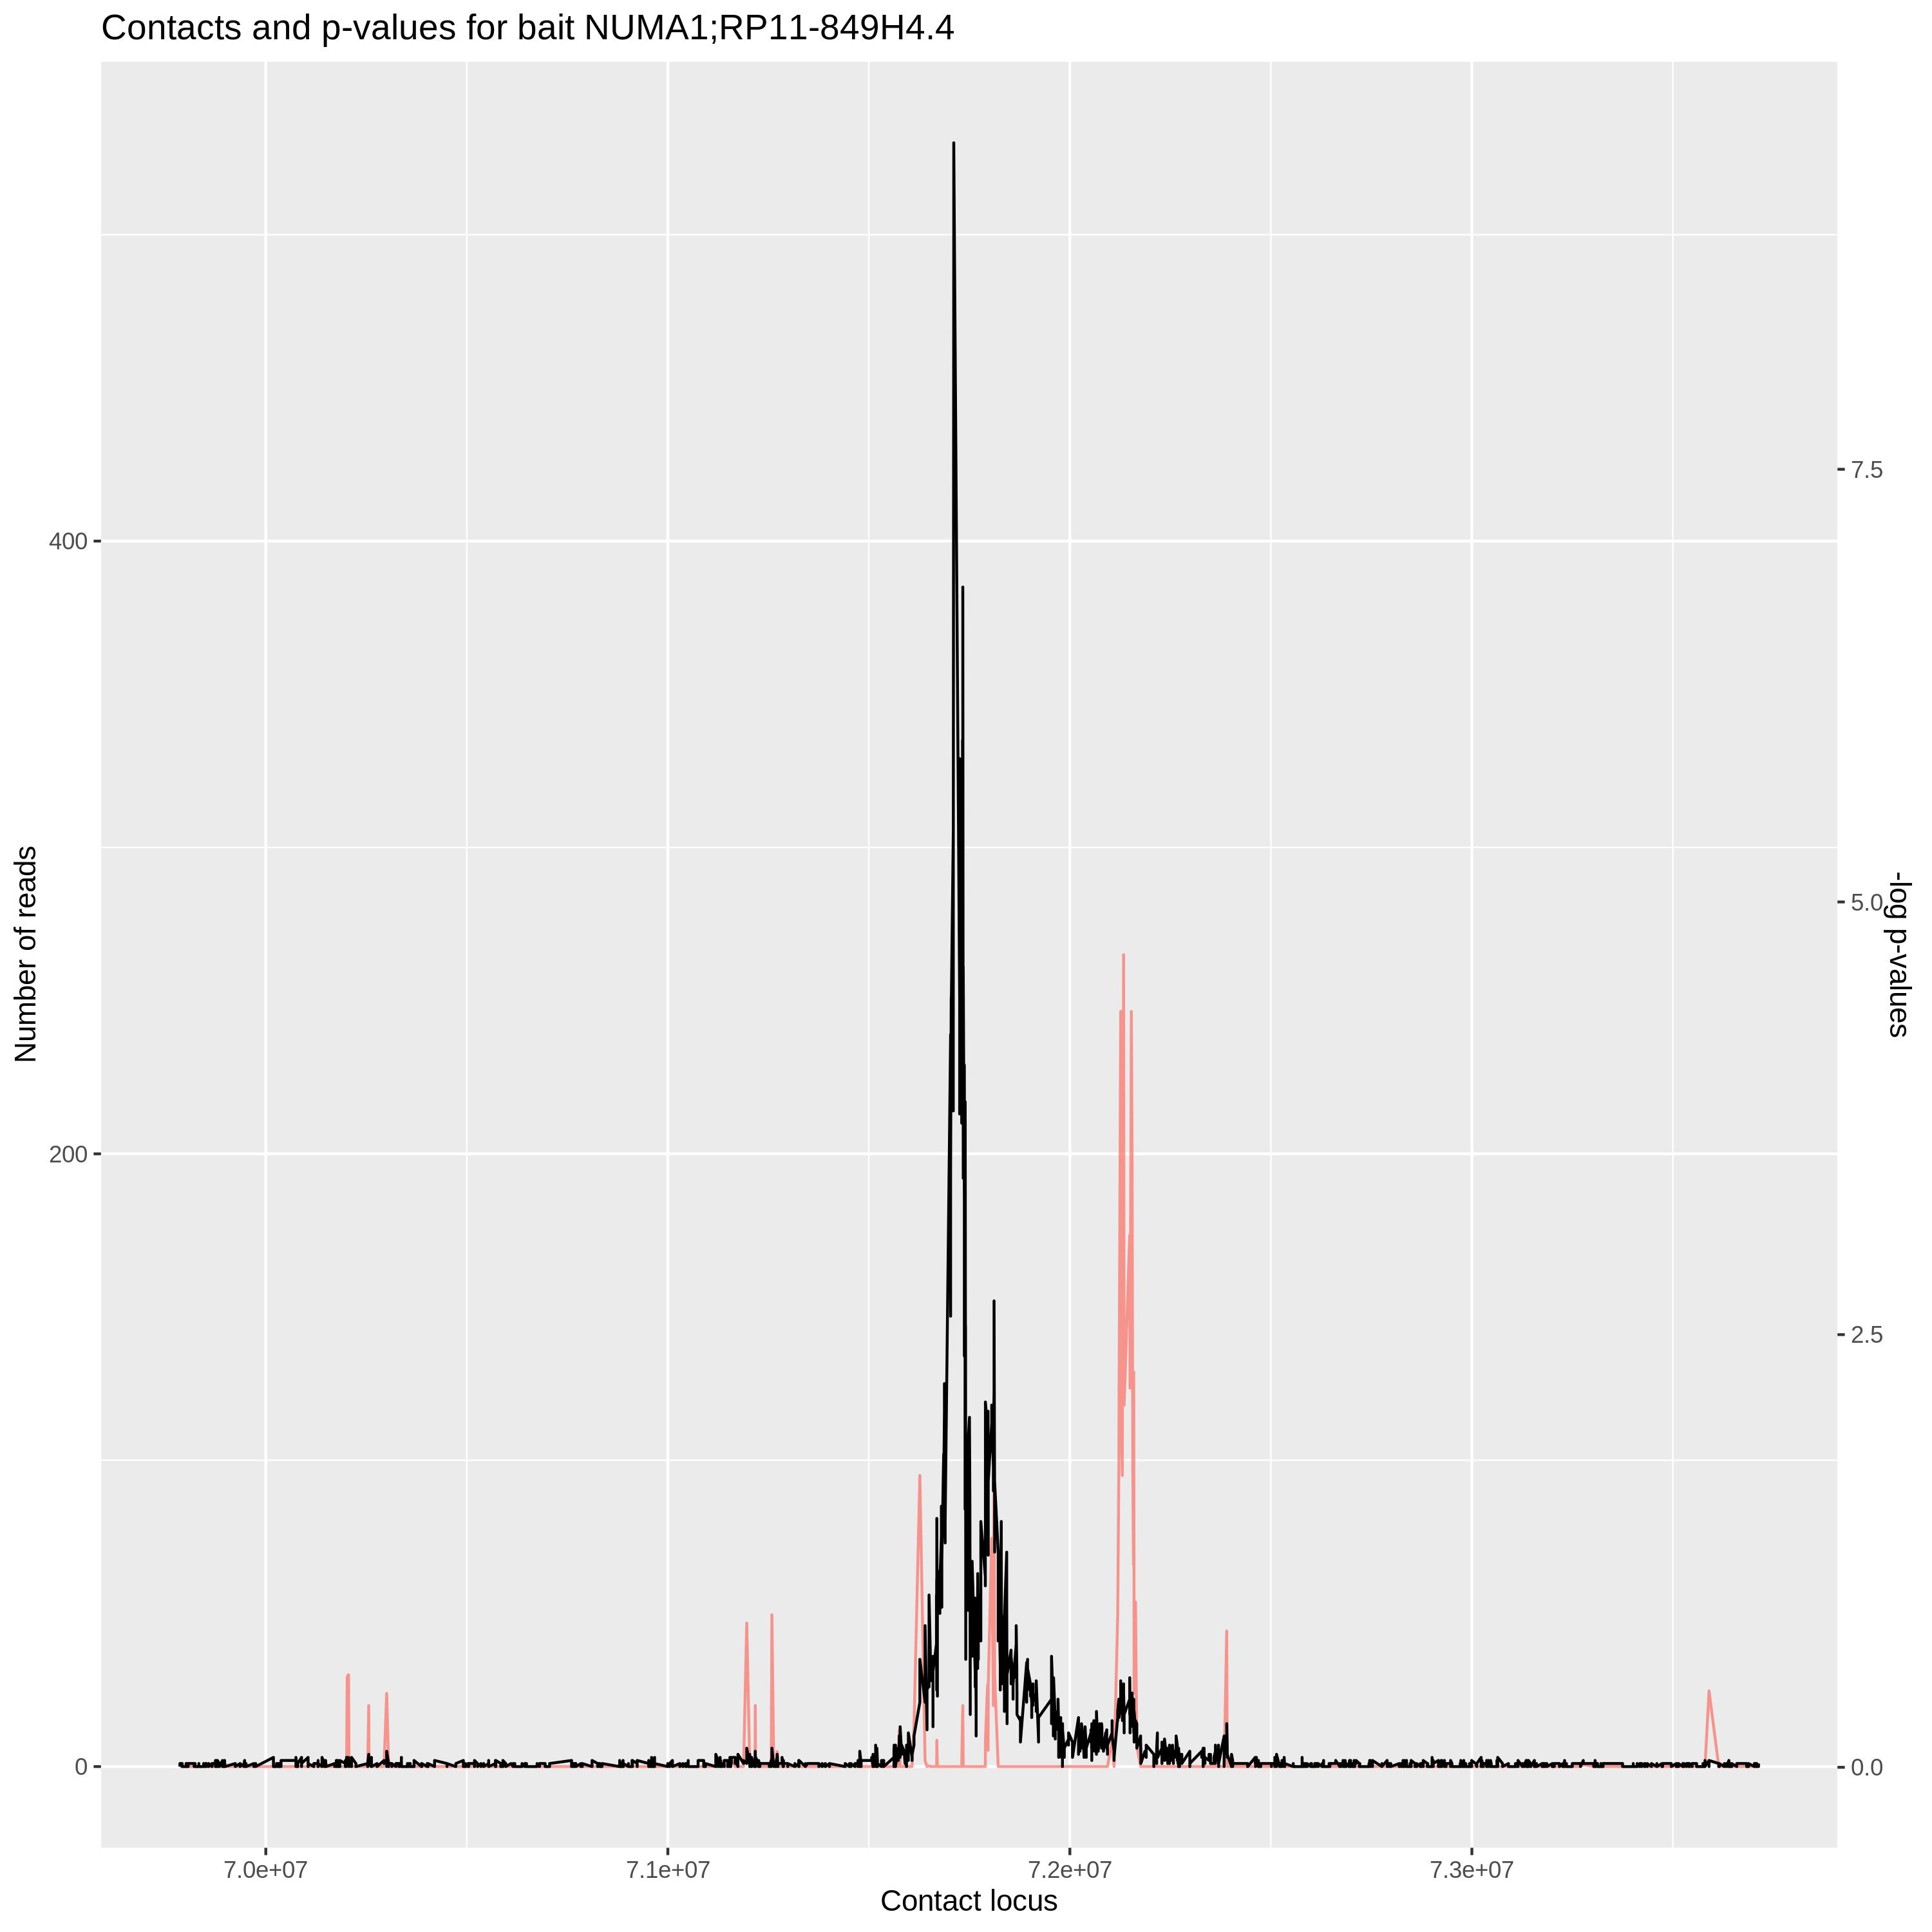 Contacts and p-values for bait NUMA1;RP11-849H4.4
Number of reads
400
200
0
7.5
5.0
2.5
0.0
-log p-values
7.0e+07
7.1e+07
7.2e+07
7.3e+07
Contact locus